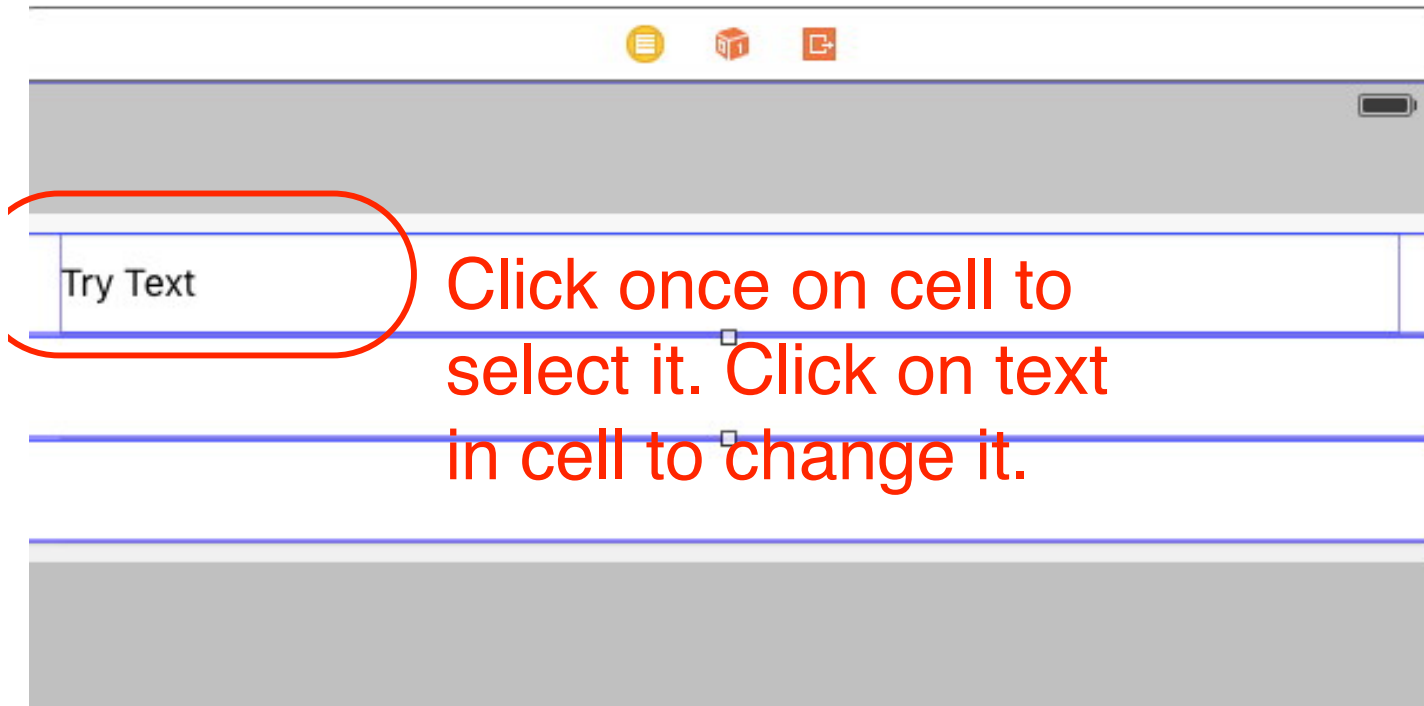 Try Text
Click once on cell to
select it. Click on text
in cell to change it.